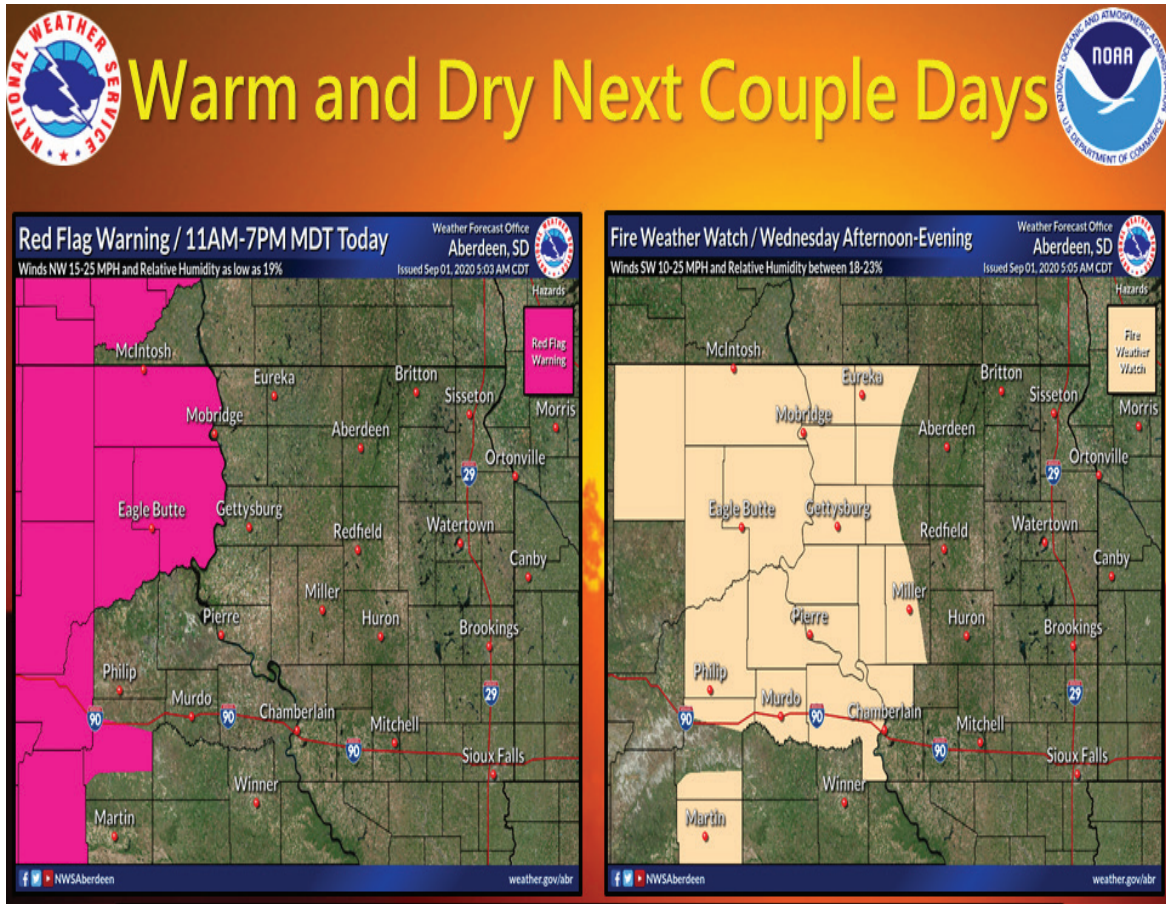 NATIONAL WEATHER SERVICE
Warm and Dry Next Couple Days
NATIONAL OCEANIC AND ATMOSPHERIC ADMINISTRATION
NOAA
U.S. DEPARTMENT OF COMMERCE
Red Flag Warning / 11AM-7PM MDT Today
Weather Forecast Office
Aberdeen, SD
Winds NW 15-25 MPH and Relative Humidity as low as 19%
Issued Sep 01, 2020 5:03 AM CDT
Hazards
Red Flag
Warning
McIntosh
Eureka
Britton
Sisseton
Morris
Mobridge
Aberdeen
Ortonville
29
Eagle Butte
Gettysburg
Redfield
Watertown
Canby
Miller
Pierre
Huron
Brookings
Philip
29
Murdo
90
90
Chamberlain
Mitchell
90
Sioux Falls
Winner
Martin
NWSAberdeen
weather.gov/abr
Fire Weather Watch / Wednesday Afternoon-Evening
Weather Forecast Office
Aberdeen, SD
Winds SW 10-25 MPH and Relative Humidity between 18-23%
Issued Sep 01, 2020 5:05 AM CDT
Hazards
Fire
Weather
Watch
McIntosh
Eureka
Britton
Sisseton
Morris
Mobridge
Aberdeen
Ortonville
29
Eagle Butte
Gettysburg
Redfield
Watertown
Canby
Miller
Pierre
Huron
Brookings
Philip
29
Murdo
90
90
Chamberlain
Mitchell
90
Sioux Falls
Winner
Martin
NWSAberdeen
weather.gov/abr